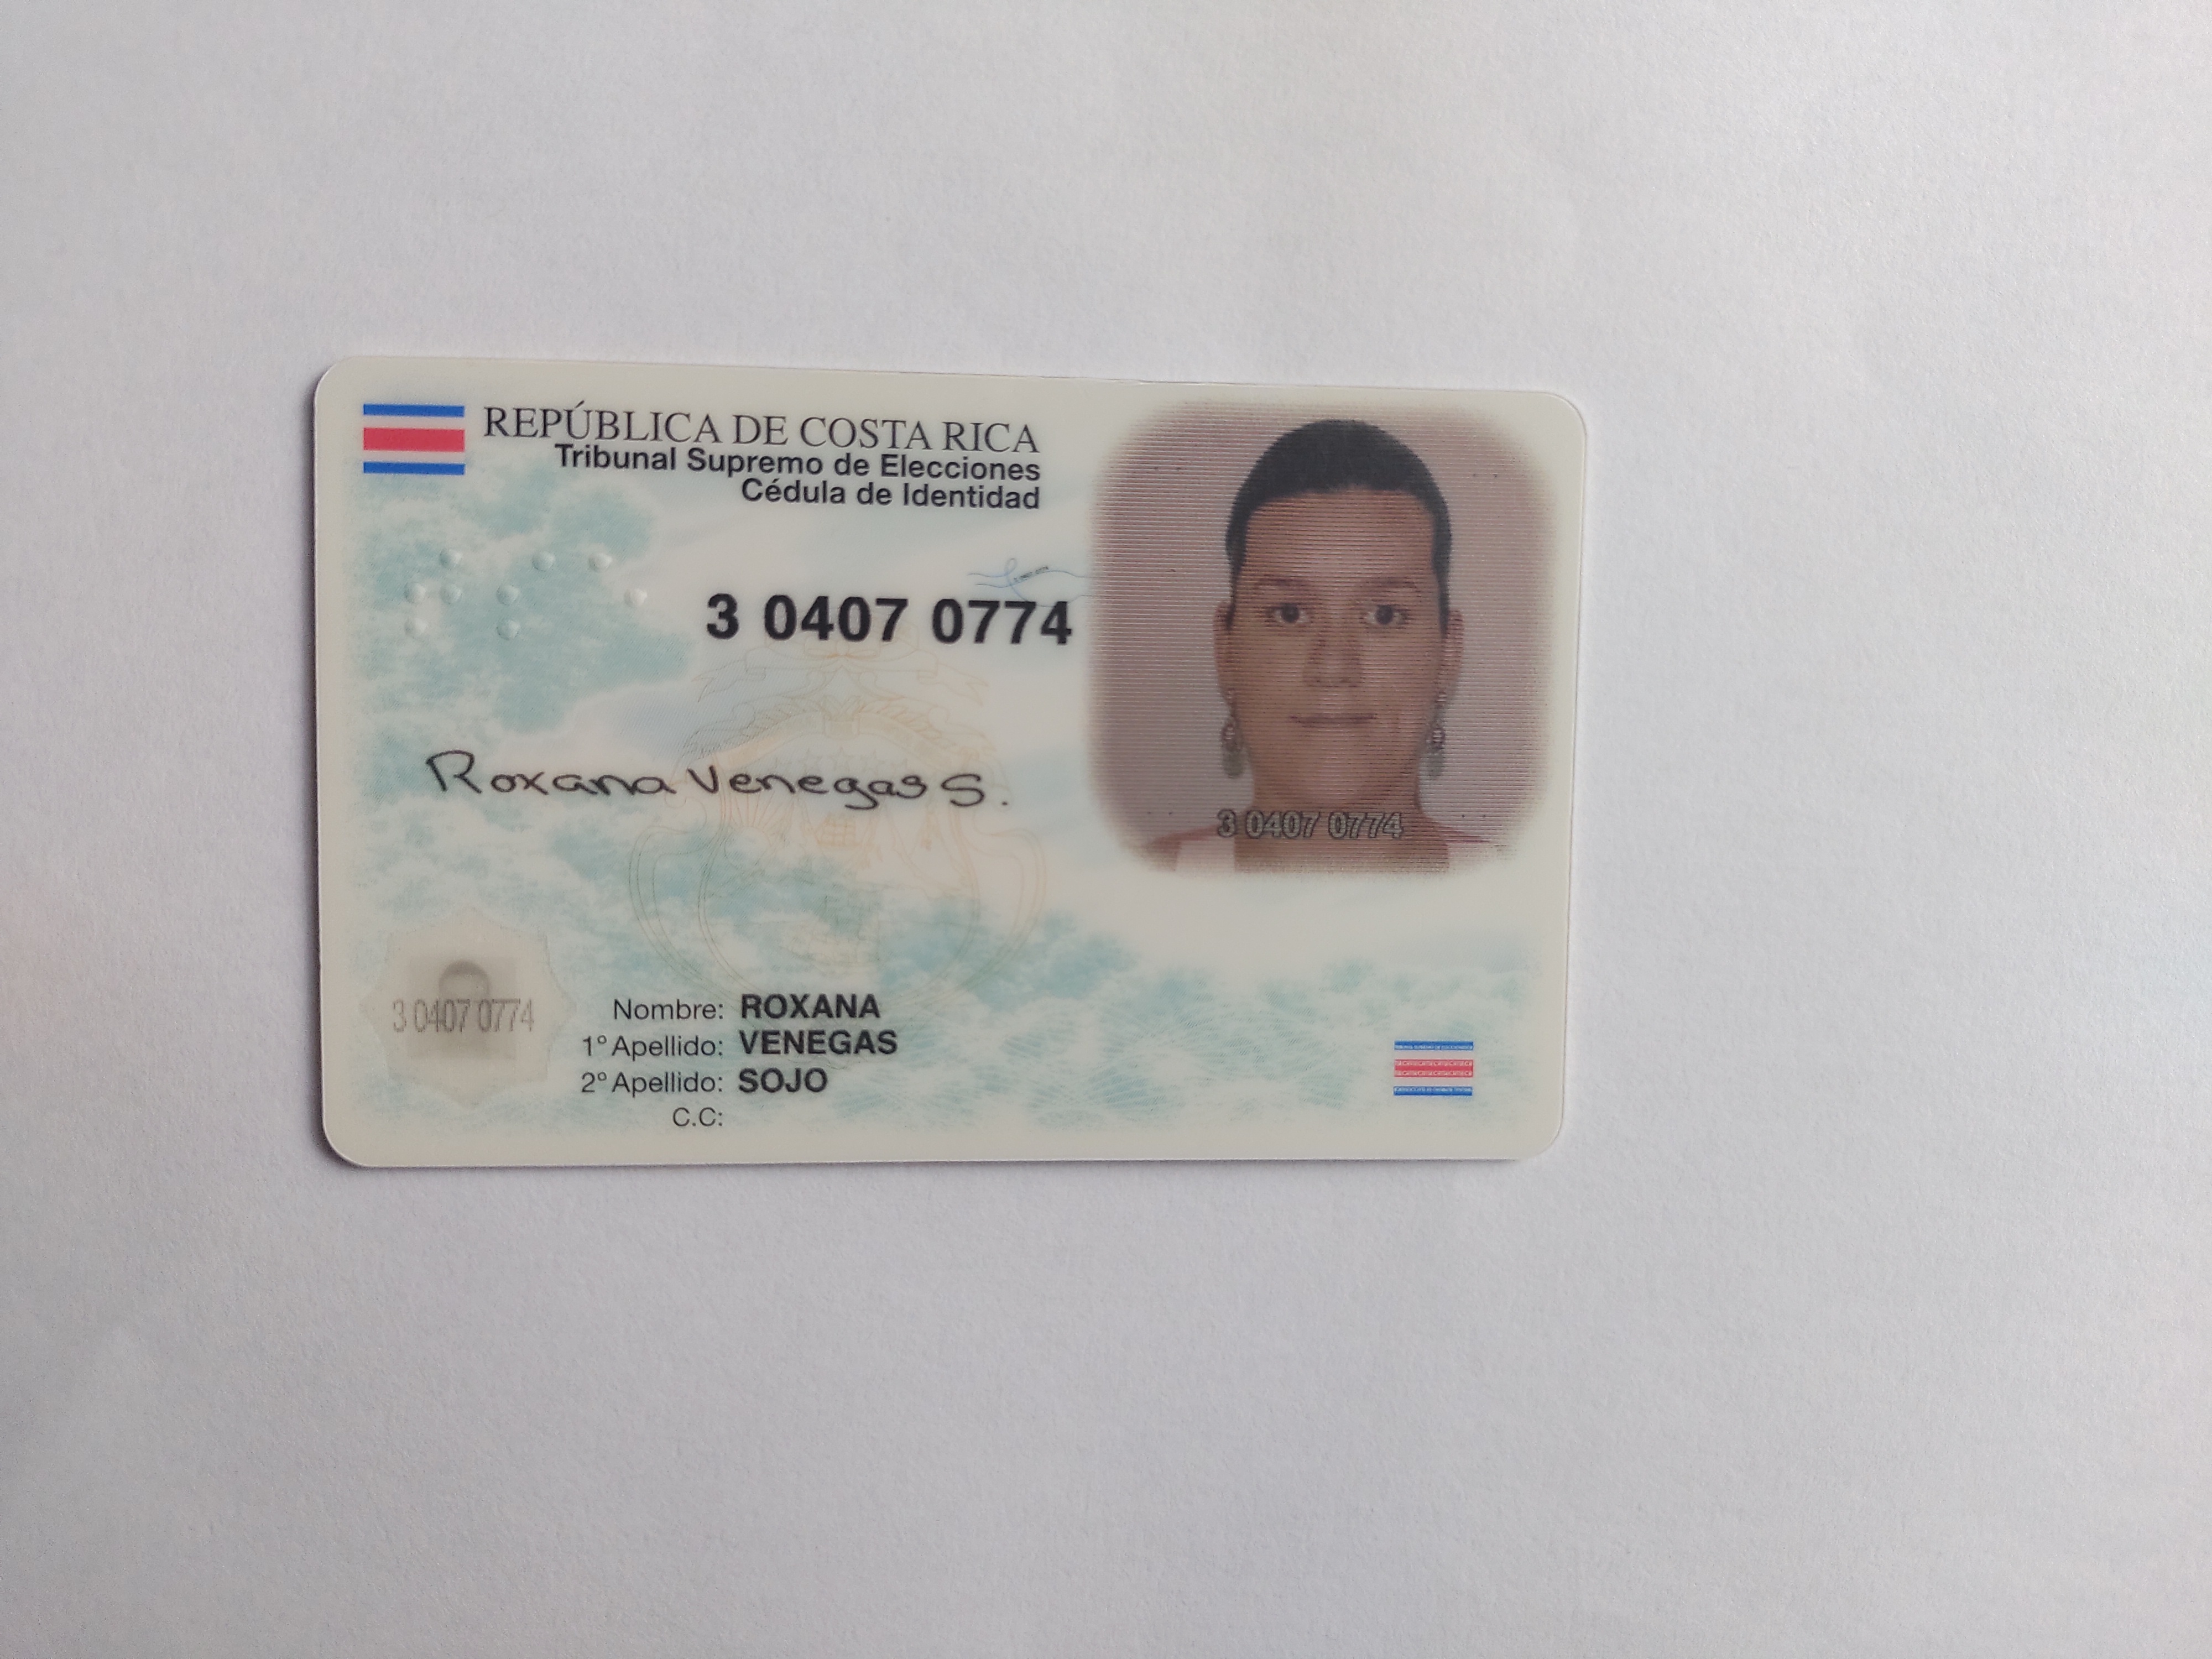 REPÚBLICA DE COSTA RICA
Tribunal Supremo de Elecciones
Cédula de Identidad
3 0407 0774
Roxana Venegas S.
3 0407 0774
3 0407 0774
Nombre: ROXANA
1° Apellido: VENEGAS
2° Apellido: SOJO
C.C: